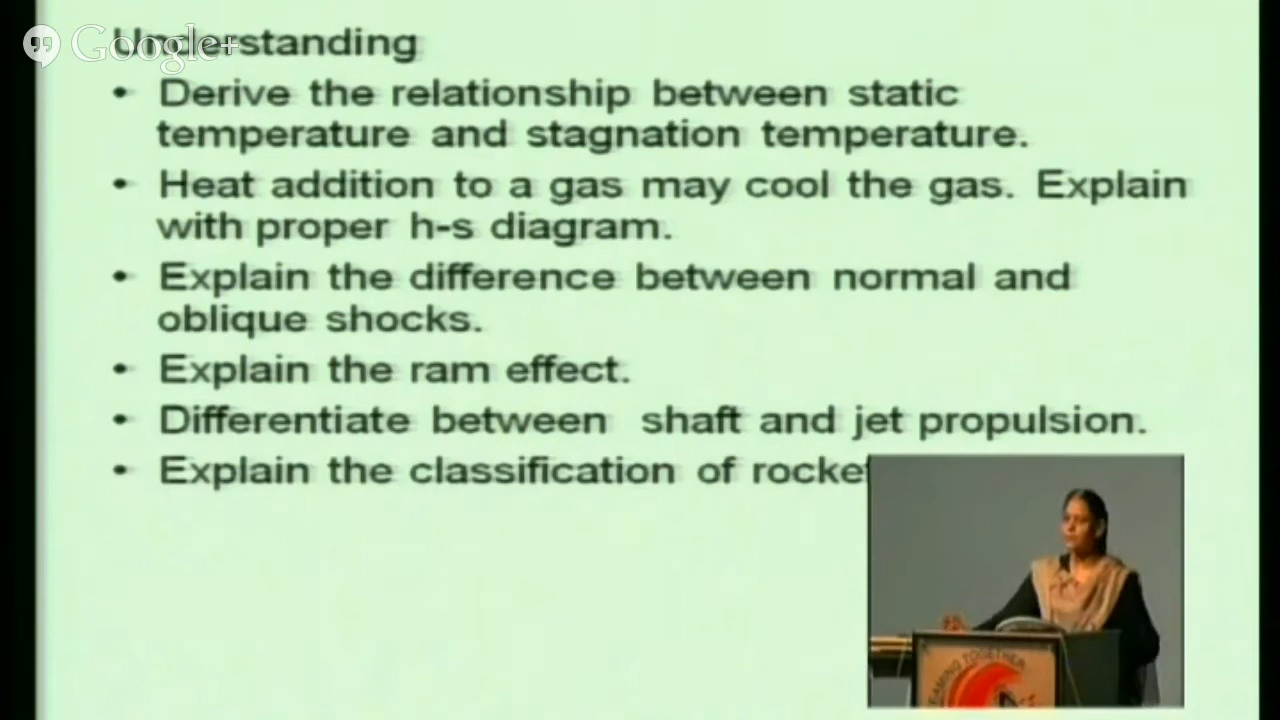 Google+
Understanding
• Derive the relationship between static
temperature and stagnation temperature.
• Heat addition to a gas may cool the gas. Explain
with proper h-s diagram.
• Explain the difference between normal and
oblique shocks.
• Explain the ram effect.
• Differentiate between shaft and jet propulsion.
• Explain the classification of
TOGETHER